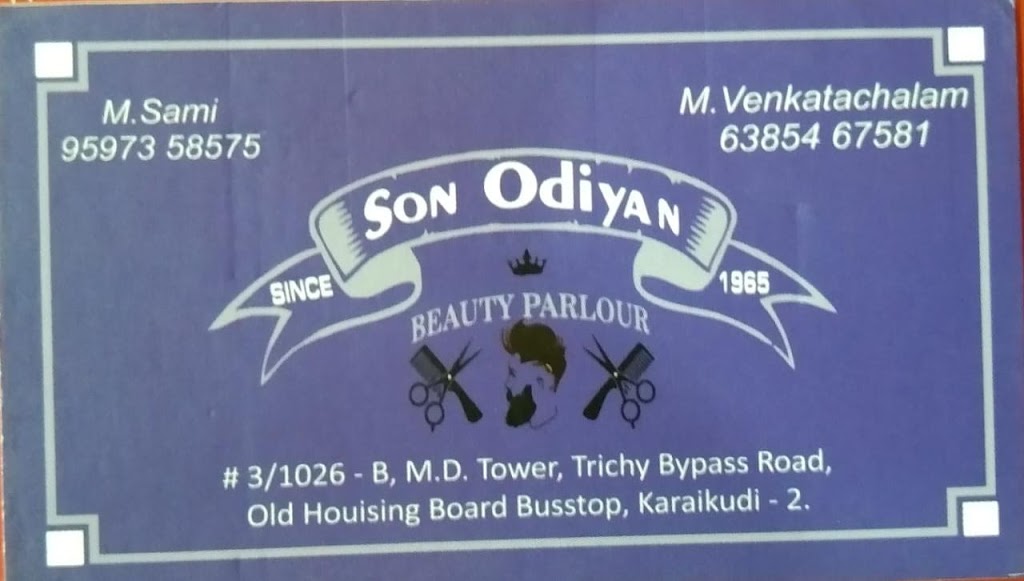 M.Sami
95973 58575
M.Venkatachalam
63854 67581
Son Odiyan
SINCE 1965
BEAUTY PARLOUR
# 3/1026 - B, M.D. Tower, Trichy Bypass Road,
Old Houising Board Busstop, Karaikudi - 2.